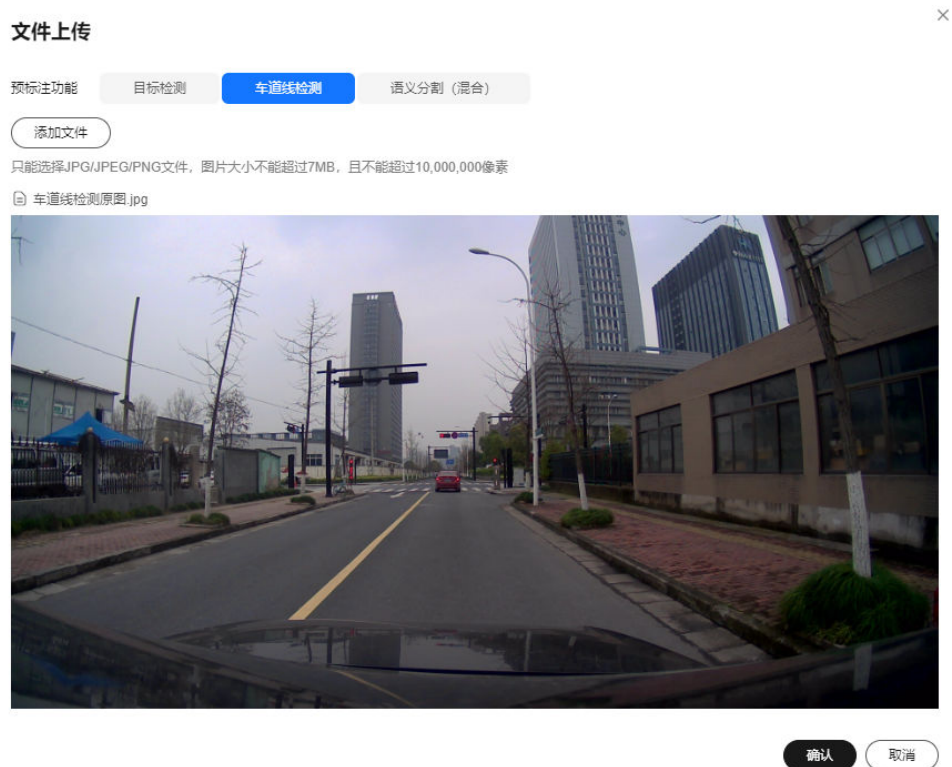 文件上传
预标注功能 目标检测 车道线检测 语义分割（混合）
添加文件
只能选择JPG/JPEG/PNG文件，图片大小不能超过7MB，且不能超过10,000,000像素
车道线检测原图.jpg
确认 取消